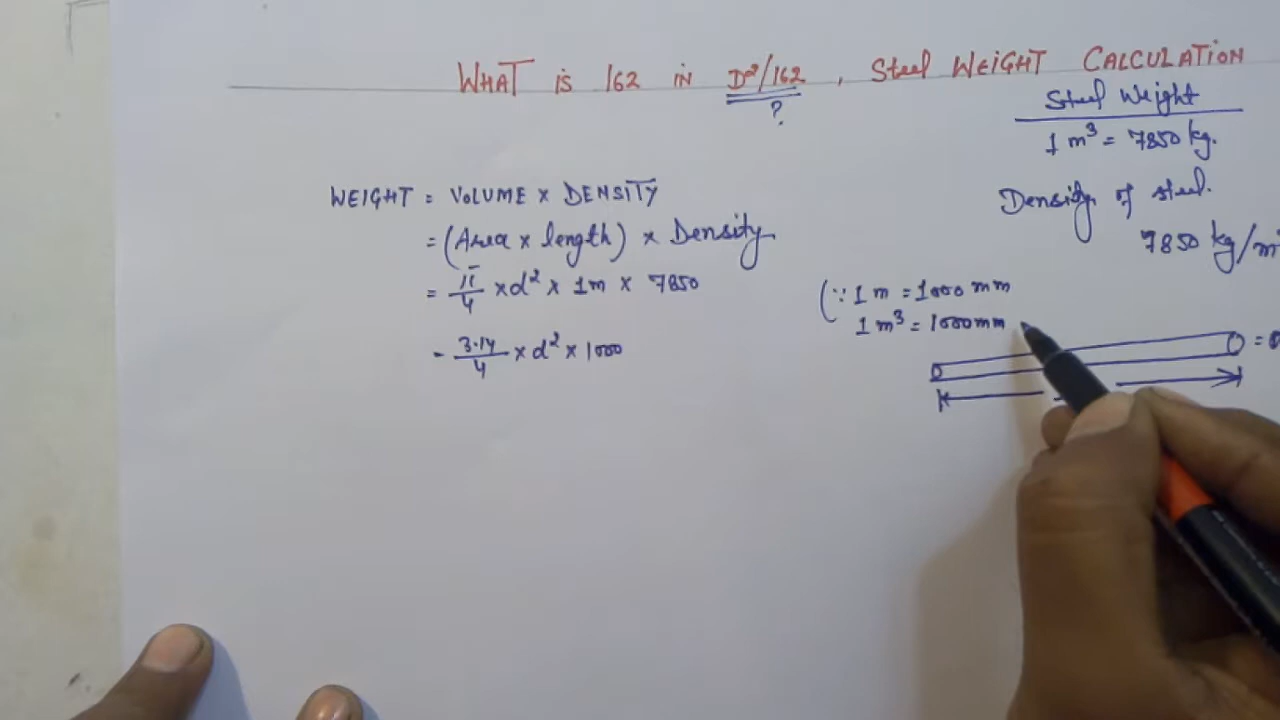 WHAT is 162 iN D²/162 , Steel WEiGHT CALCULATiON
?
Steel Weight
1 m³ = 7850 kg.
Density of steel.
7850 kg/m
WEIGHT = VOLUME × DENSITY
= (Area × length) × Density
= π/4 × d² × 1m × 7850
(∵ 1 m = 1000 mm
1 m³ = 1000mm
- 3.14/4 × d² × 1000